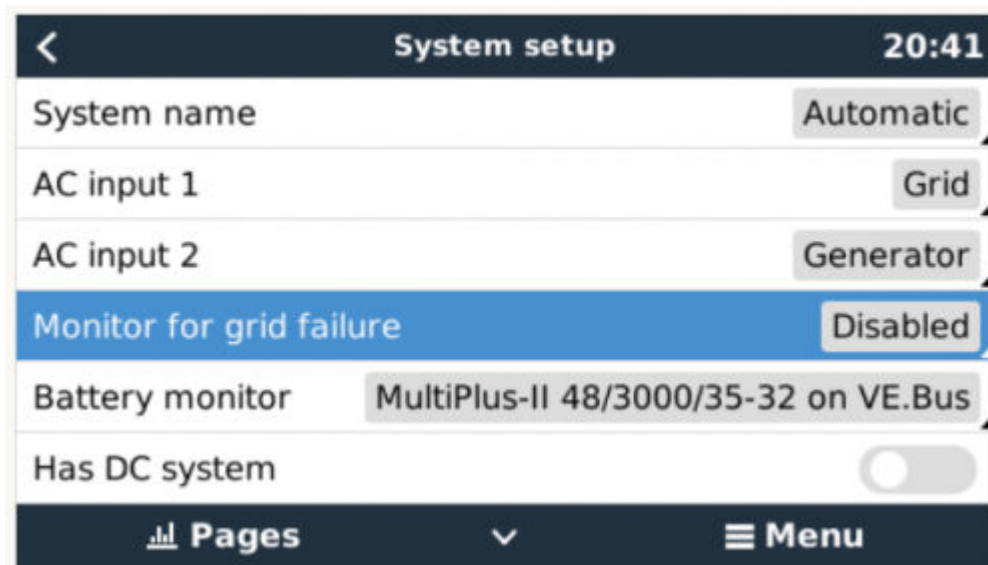 System setup 20:41
System name Automatic
AC input 1 Grid
AC input 2 Generator
Monitor for grid failure Disabled
Battery monitor MultiPlus-II 48/3000/35-32 on VE.Bus
Has DC system
Pages Menu